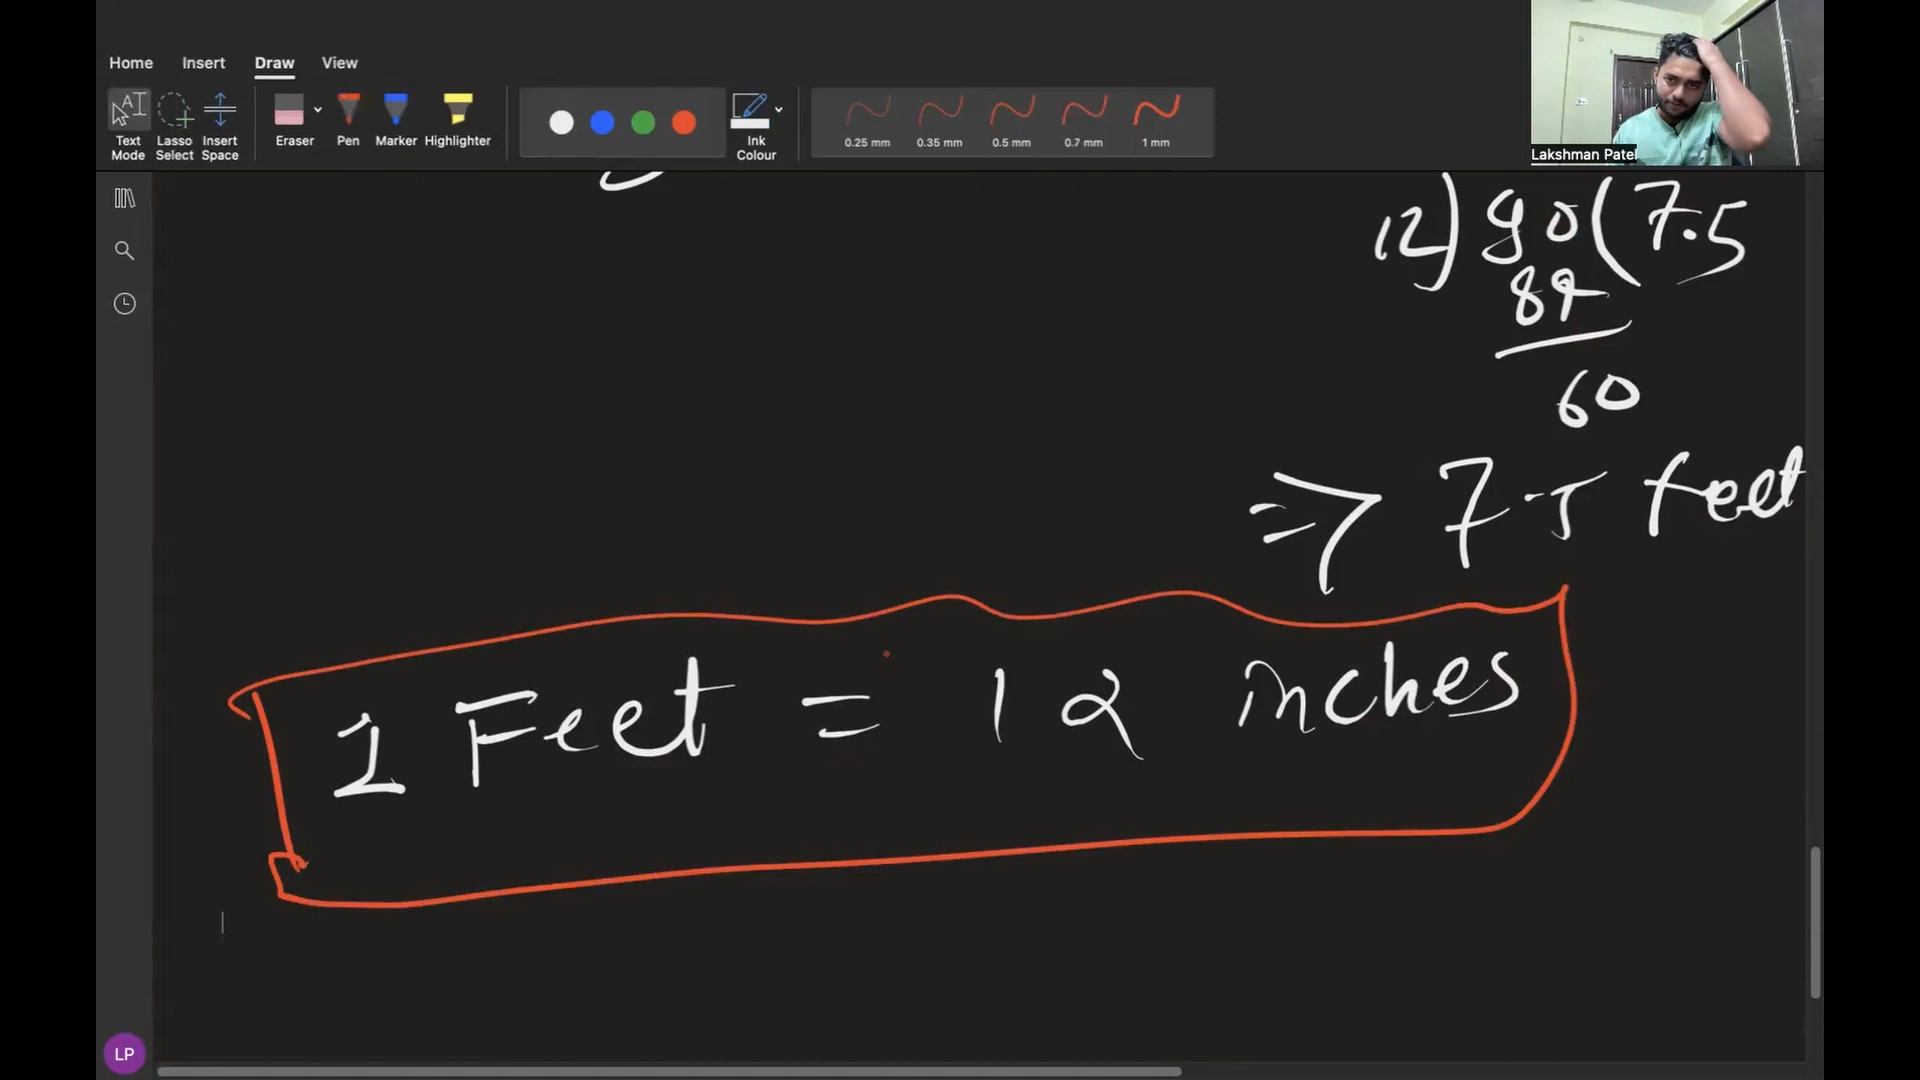 Home Insert Draw View
Text Mode
Lasso Select
Insert Space
Eraser
Pen
Marker
Highlighter
Ink Colour
0.25 mm
0.35 mm
0.5 mm
0.7 mm
1 mm
Lakshman Patel
12) 90 ( 7.5
84
60
=> 7.5 feet
1 Feet = 12 inches
LP